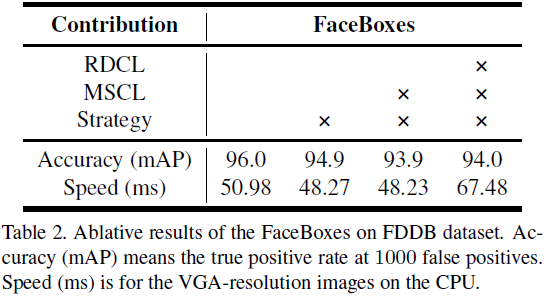 Contribution FaceBoxes
RDCL ×
MSCL × ×
Strategy × × ×
Accuracy (mAP) 96.0 94.9 93.9 94.0
Speed (ms) 50.98 48.27 48.23 67.48
Table 2. Ablative results of the FaceBoxes on FDDB dataset. Ac-
curacy (mAP) means the true positive rate at 1000 false positives.
Speed (ms) is for the VGA-resolution images on the CPU.